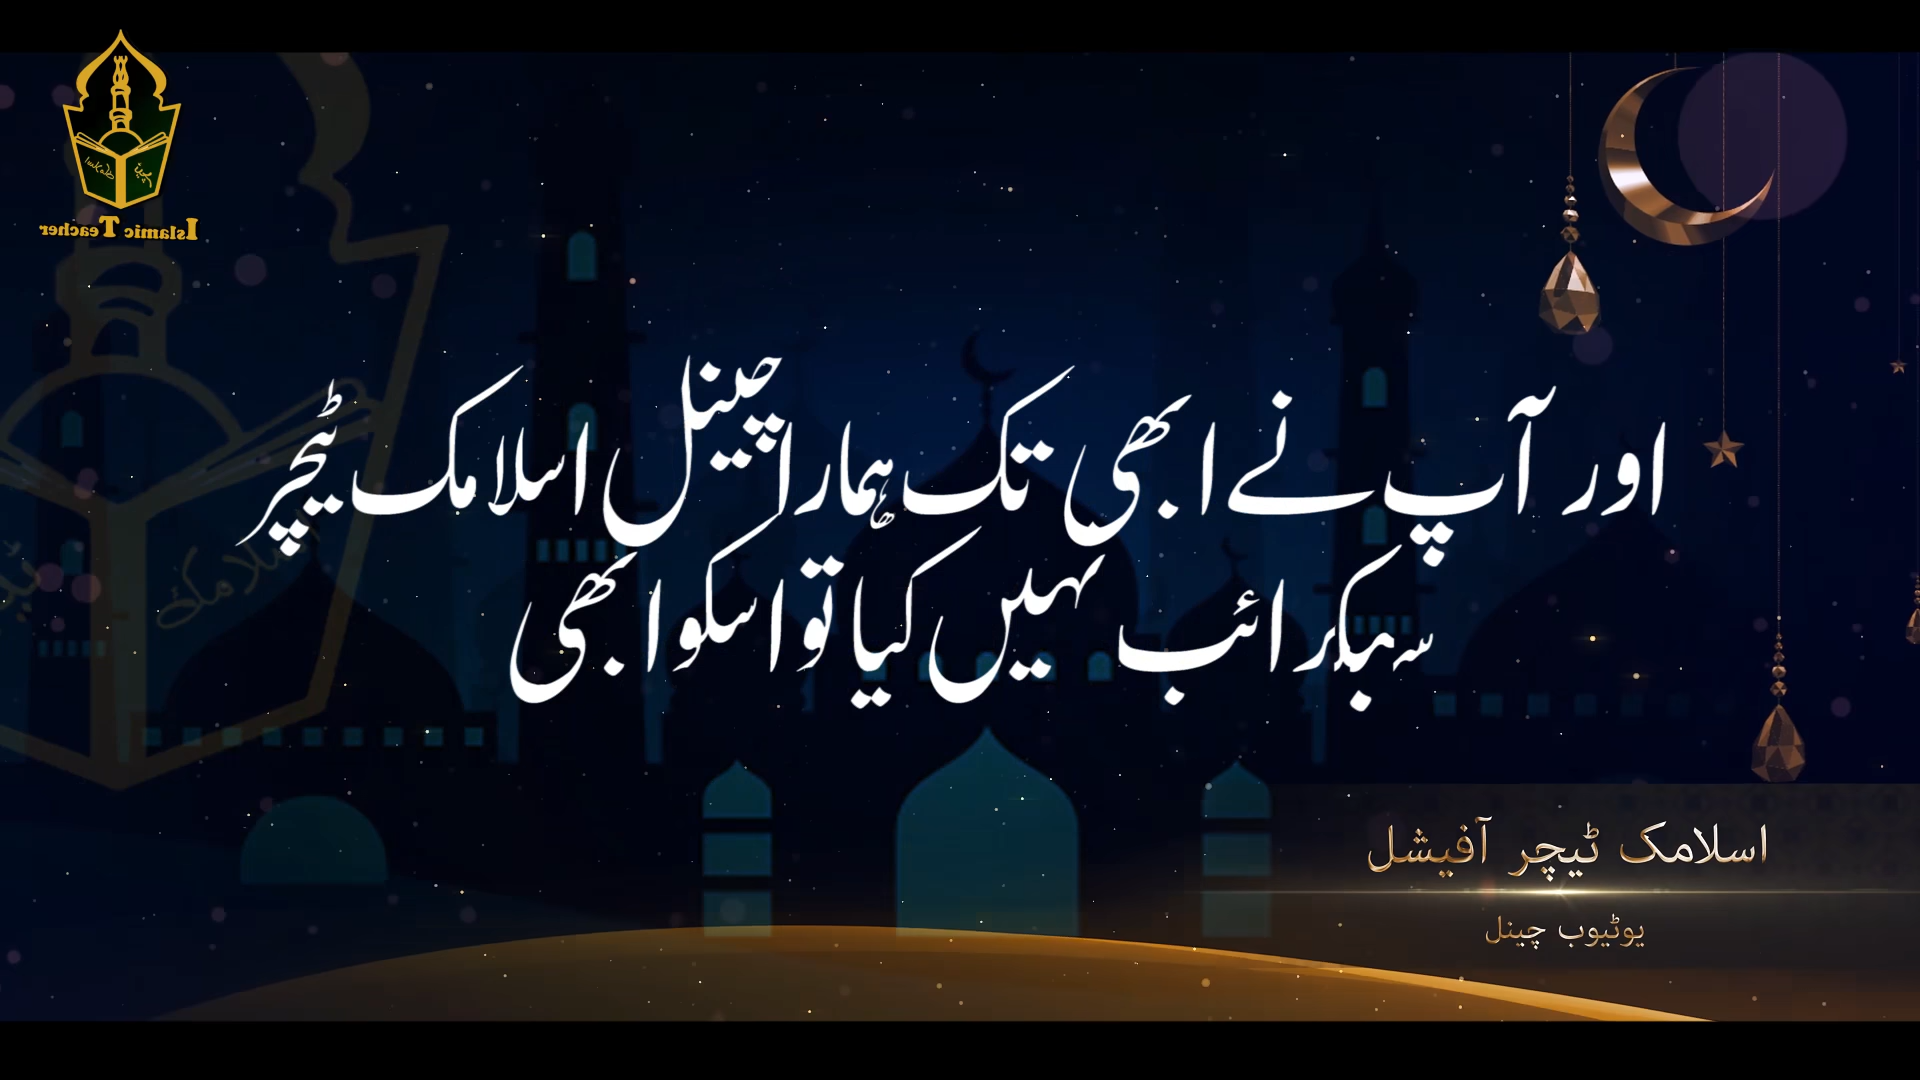 Islamic Teacher
اور آپ نے ابھی تک ہمارا چینل اسلامک ٹیچر
سبکرائب نہیں کیا تو اسکو ابھی
اسلامک ٹیچر آفیشل
یوٹیوب چینل